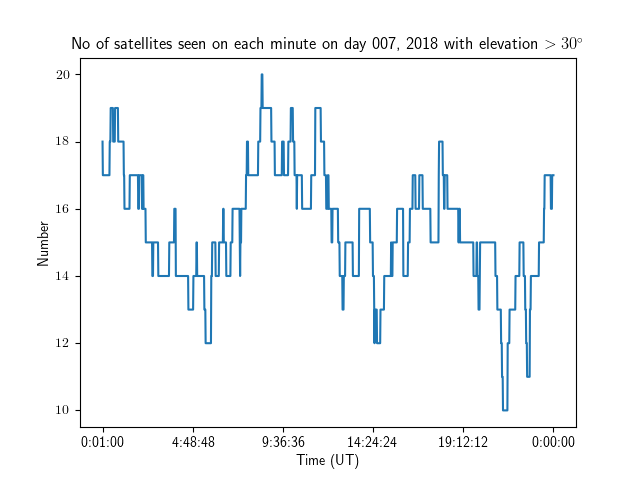 No of satellites seen on each minute on day 007, 2018 with elevation > 30°
20
18
16
14
12
10
Number
0:01:00 4:48:48 9:36:36 14:24:24 19:12:12 0:00:00
Time (UT)